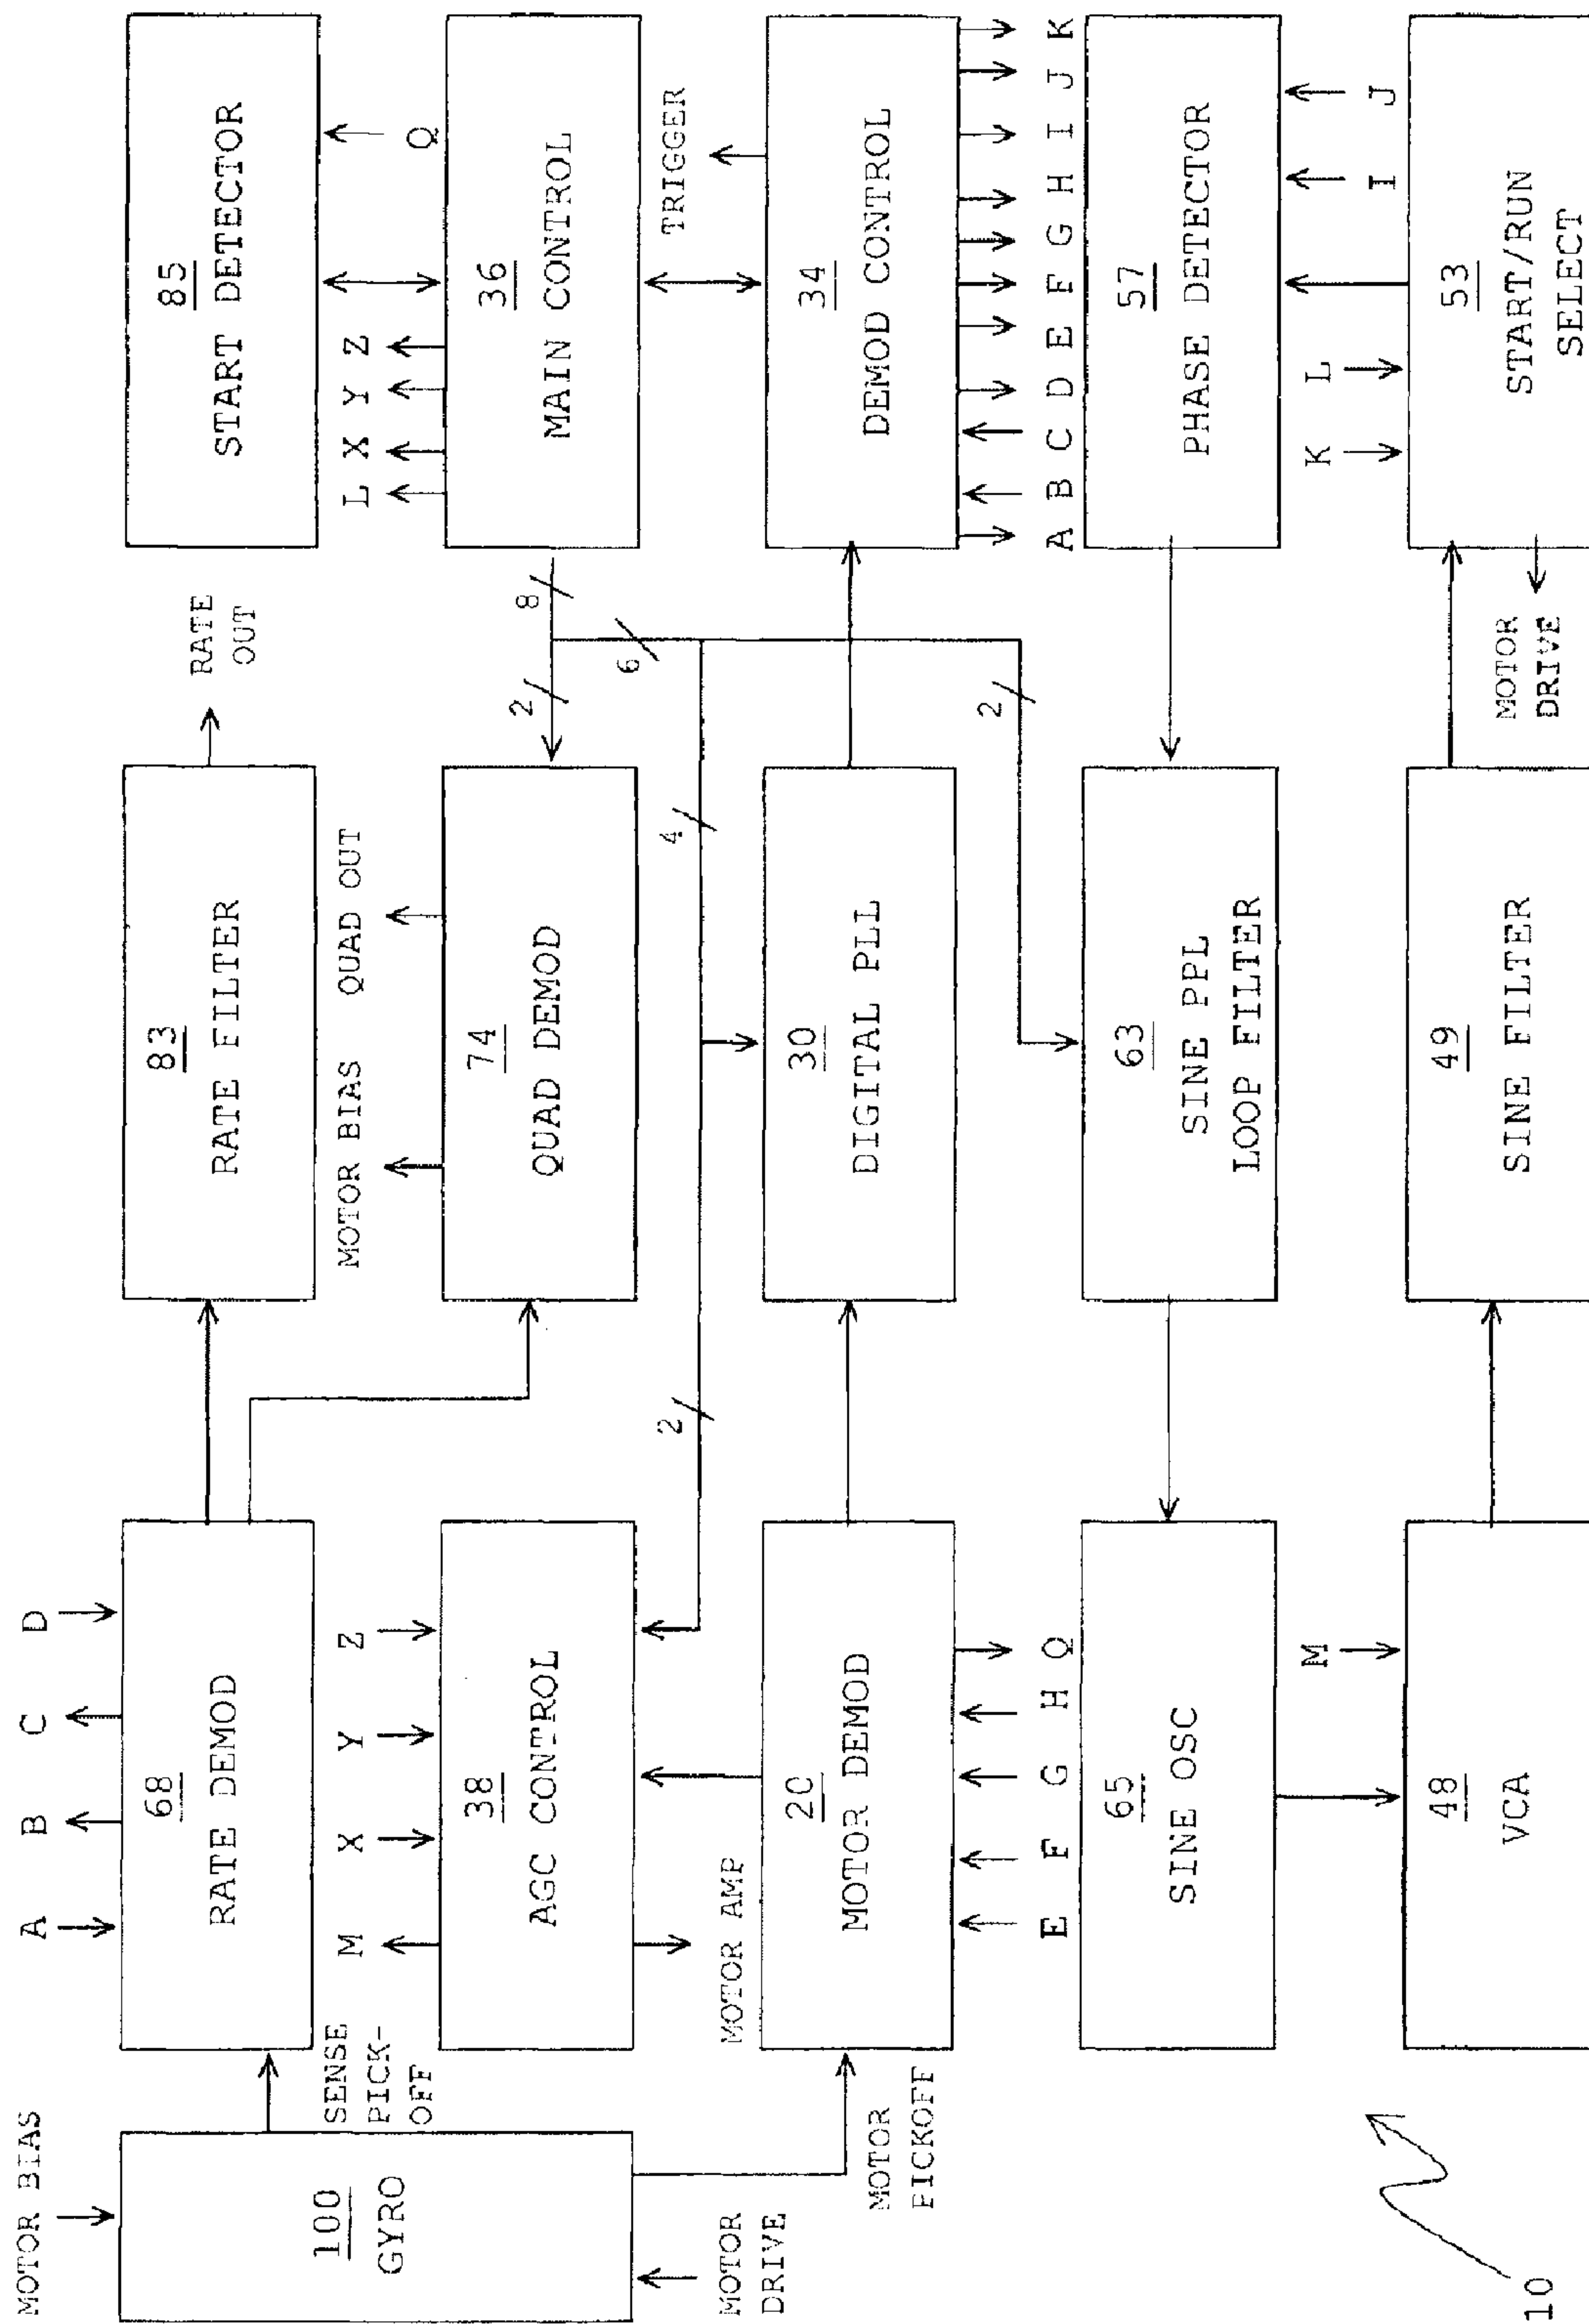 MOTOR BIAS
A B C D
68
RATE DEMOD
83
RATE FILTER
RATE
OUT
85
START DETECTOR
100
GYRO
SENSE
PICK-
OFF
M X Y Z
MOTOR BIAS
QUAD OUT
L X Y Z
Q
38
AGC CONTROL
74
QUAD DEMOD
2
8
36
MAIN CONTROL
6
MOTOR
DRIVE
MOTOR AMP
2
4
TRIGGER
20
MOTOR DEMOD
30
DIGITAL PLL
34
DEMOD CONTROL
MOTOR
PICKOFF
2
E F G H Q
A B C D E F G H I J K
65
SINE OSC
63
SINE PPL
LOOP FILTER
57
PHASE DETECTOR
M
K L I J
48
VCA
49
SINE FILTER
MOTOR
DRIVE
53
START/RUN
SELECT
10